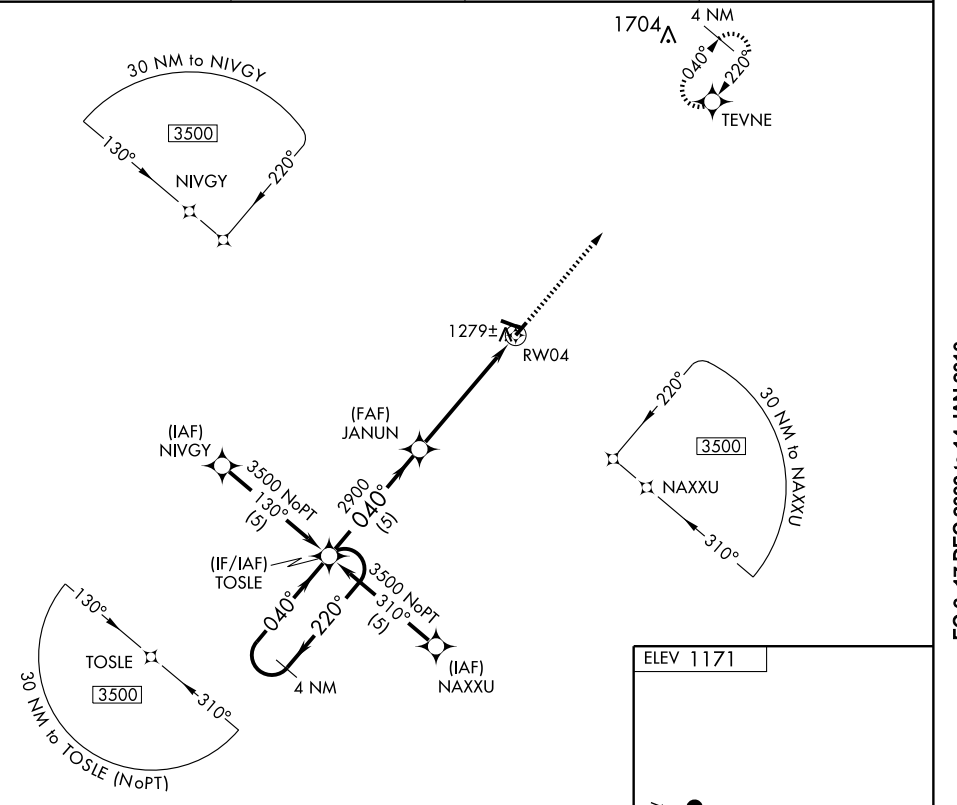 1704
4 NM
040°
220°
TEVNE
30 NM to NIVGY
3500
130°
220°
NIVGY
1279±
RW04
(FAF)
JANUN
(IAF)
NIVGY
3500 NoPT
130°
(5)
2900
040°
(5)
(IF/IAF)
TOSLE
040°
220°
4 NM
3500 NoPT
310°
(5)
(IAF)
NAXXU
220°
3500
30 NM to NAXXU
NAXXU
310°
130°
TOSLE
3500
310°
30 NM to TOSLE (NoPT)
ELEV 1171